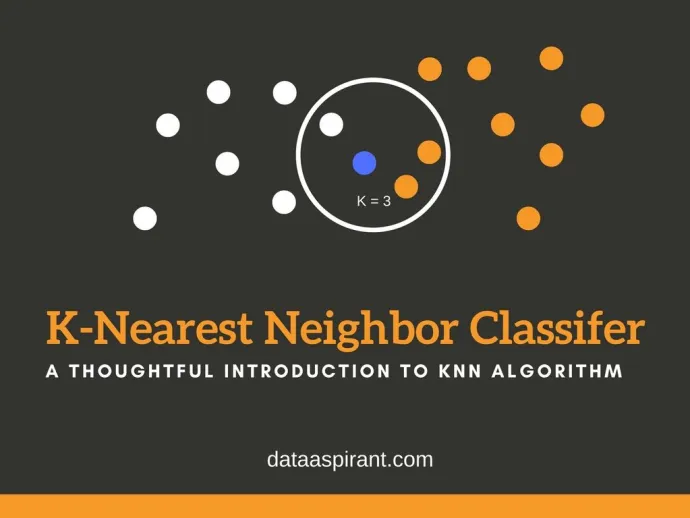 K = 3
K-Nearest Neighbor Classifer
A THOUGHTFUL INTRODUCTION TO KNN ALGORITHM
dataaspirant.com